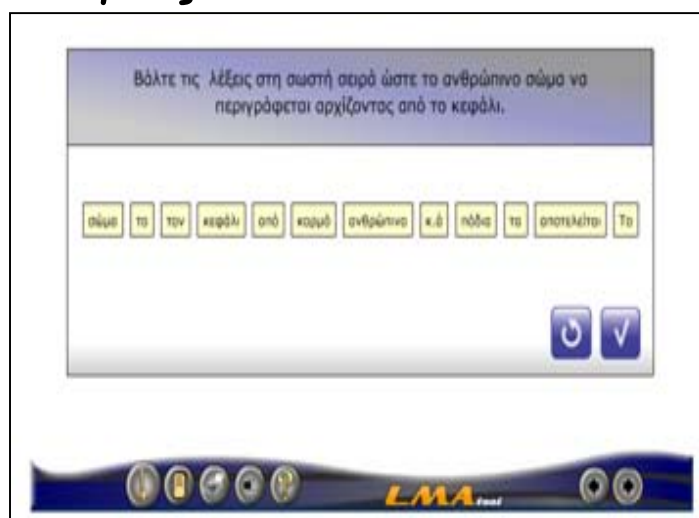 Βάλτε τις λέξεις στη σωστή σειρά ώστε το ανθρώπινο σώμα να
περιγράφεται αρχίζοντας από το κεφάλι.
σώμα το τον κεφάλι από κορμό ανθρώπινο κ.ά πόδια τα αποτελείται Το
LMA tool